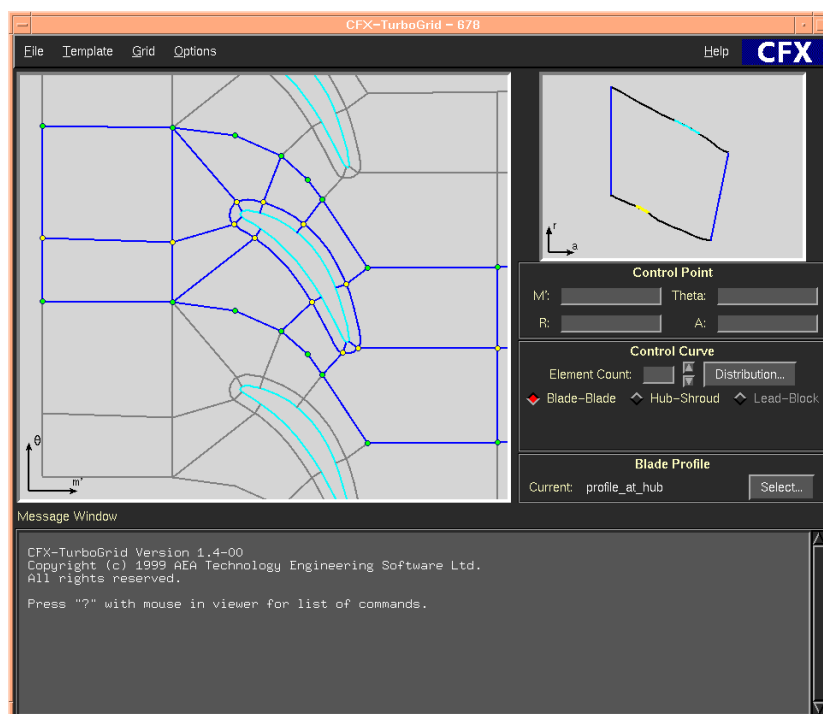 CFX-TurboGrid - 678
File Template Grid Options Help CFX
θ
m'
r
a
Control Point
M': Theta:
R: A:
Control Curve
Element Count: Distribution...
Blade-Blade Hub-Shroud Lead-Block
Blade Profile
Current: profile_at_hub Select...
Message Window
CFX-TurboGrid Version 1.4-00
Copyright (c) 1999 AEA Technology Engineering Software Ltd.
All rights reserved.
Press "?" with mouse in viewer for list of commands.